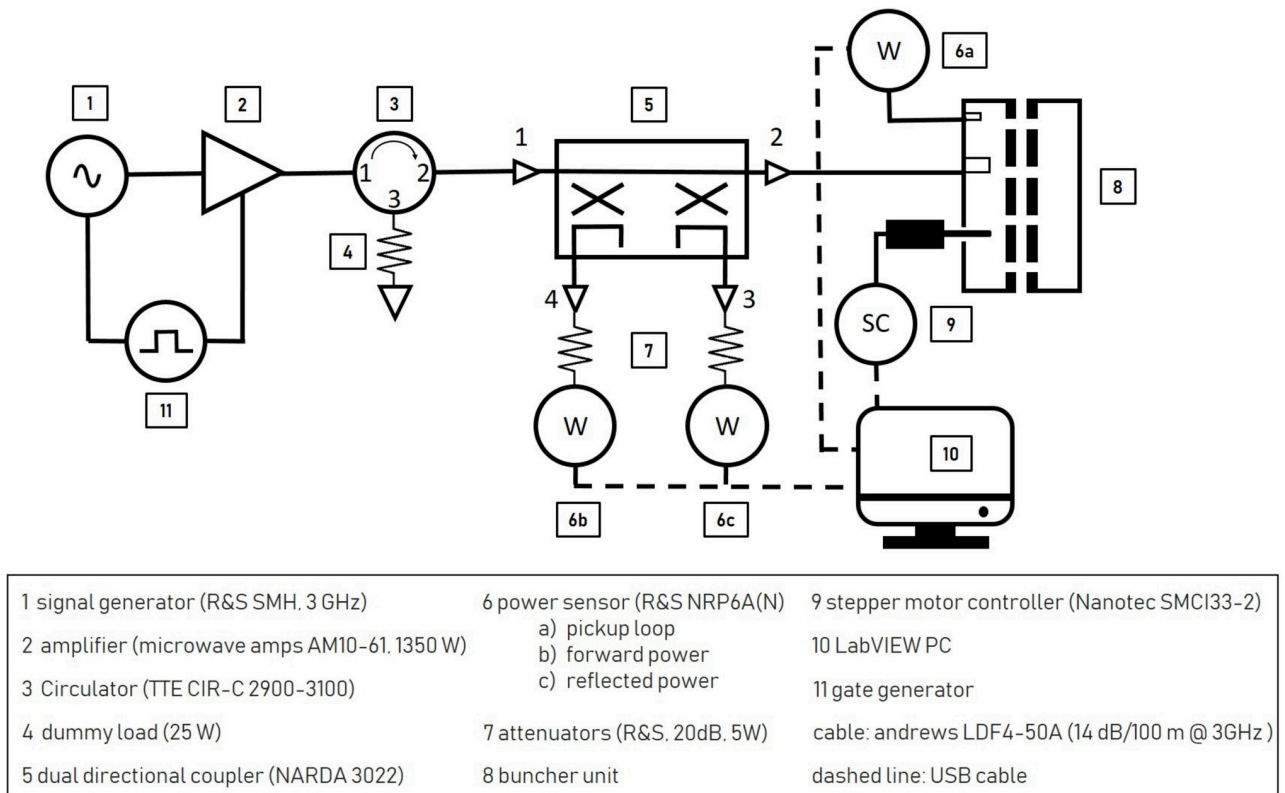 6a
W
1
2
3
5
1
2
1
2
3
8
4
4
3
SC
9
7
11
W
W
10
6b
6c
1 signal generator (R&S SMH, 3 GHz)
2 amplifier (microwave amps AM10-61, 1350 W)
3 Circulator (TTE CIR-C 2900-3100)
4 dummy load (25 W)
5 dual directional coupler (NARDA 3022)
6 power sensor (R&S NRP6A(N)
a) pickup loop
b) forward power
c) reflected power
7 attenuators (R&S, 20dB, 5W)
8 buncher unit
9 stepper motor controller (Nanotec SMCI33-2)
10 LabVIEW PC
11 gate generator
cable: andrews LDF4-50A (14 dB/100 m @ 3GHz )
dashed line: USB cable